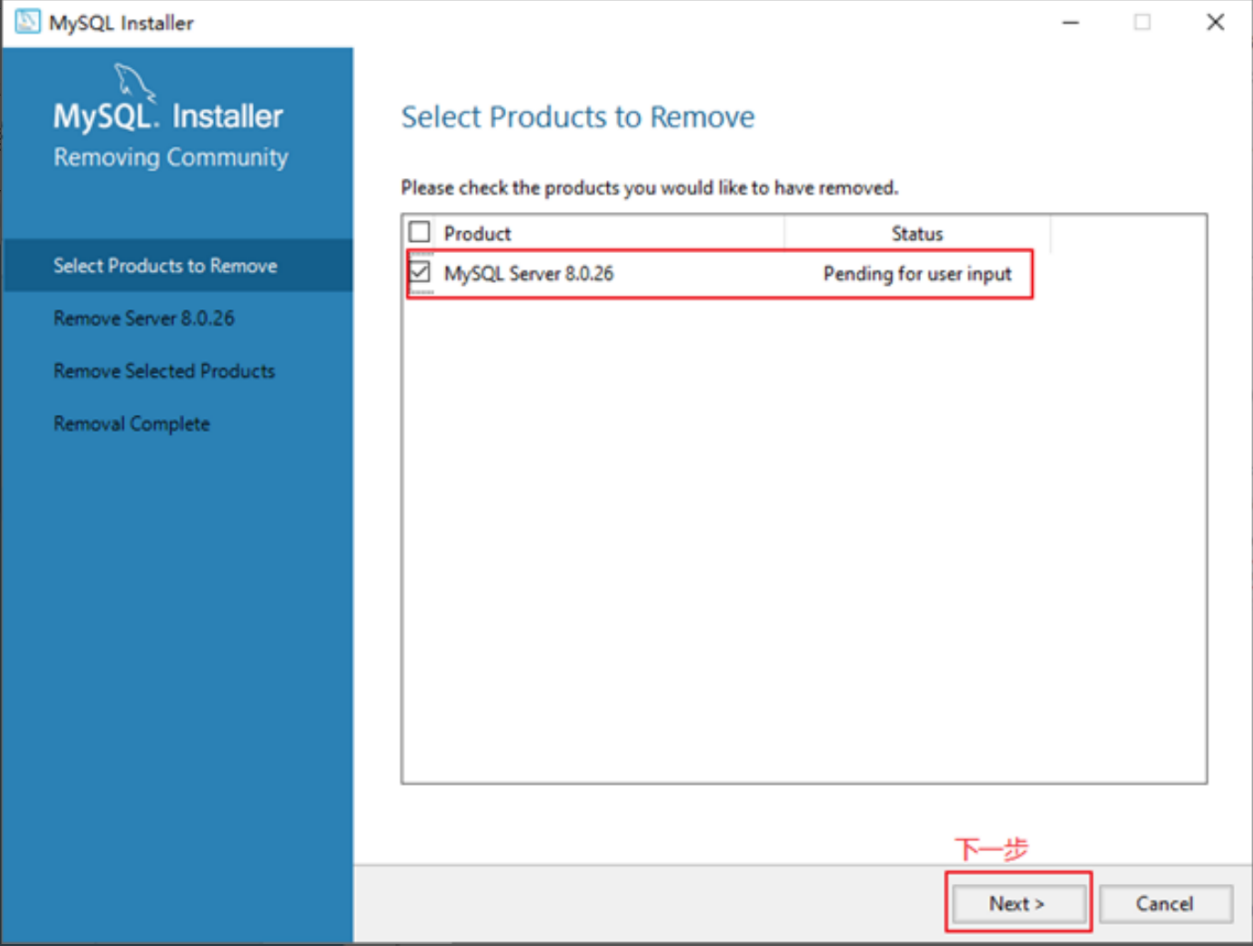 MySQL Installer
MySQL. Installer
Removing Community
Select Products to Remove
Remove Server 8.0.26
Remove Selected Products
Removal Complete
Select Products to Remove
Please check the products you would like to have removed.
Product Status
MySQL Server 8.0.26 Pending for user input
下一步
Next > Cancel